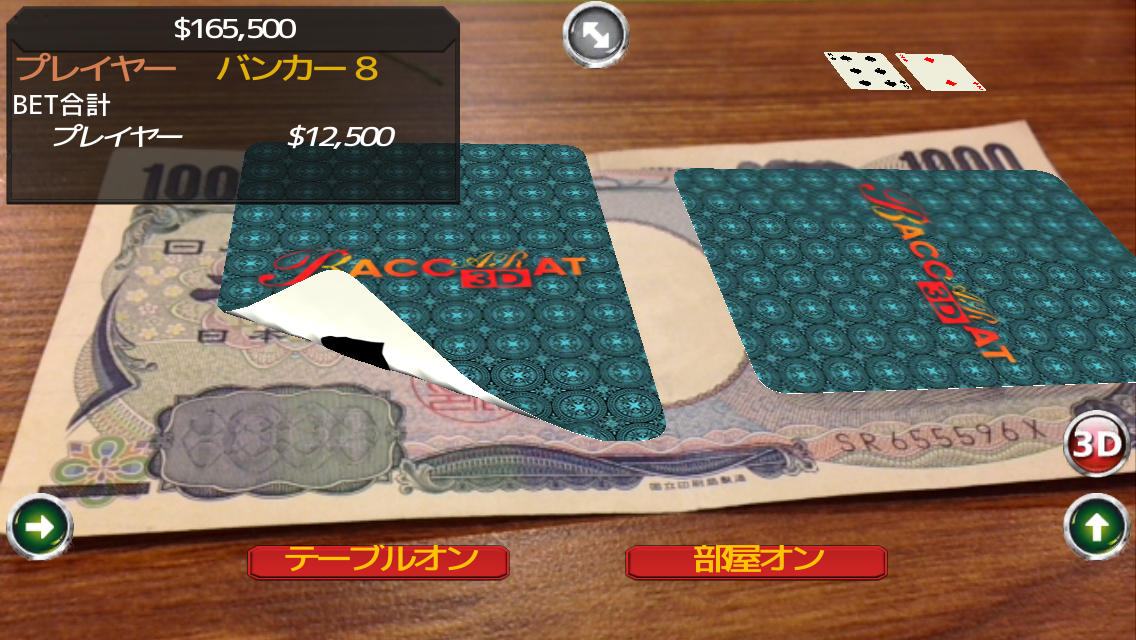 $165,500
プレイヤー バンカー 8
BET合計
プレイヤー $12,500
1000
1000
BACCARAT
AR
3D
BACCARAT
AR
3D
日本
SR655596X
国立印刷局製造
3D
テーブルオン
部屋オン